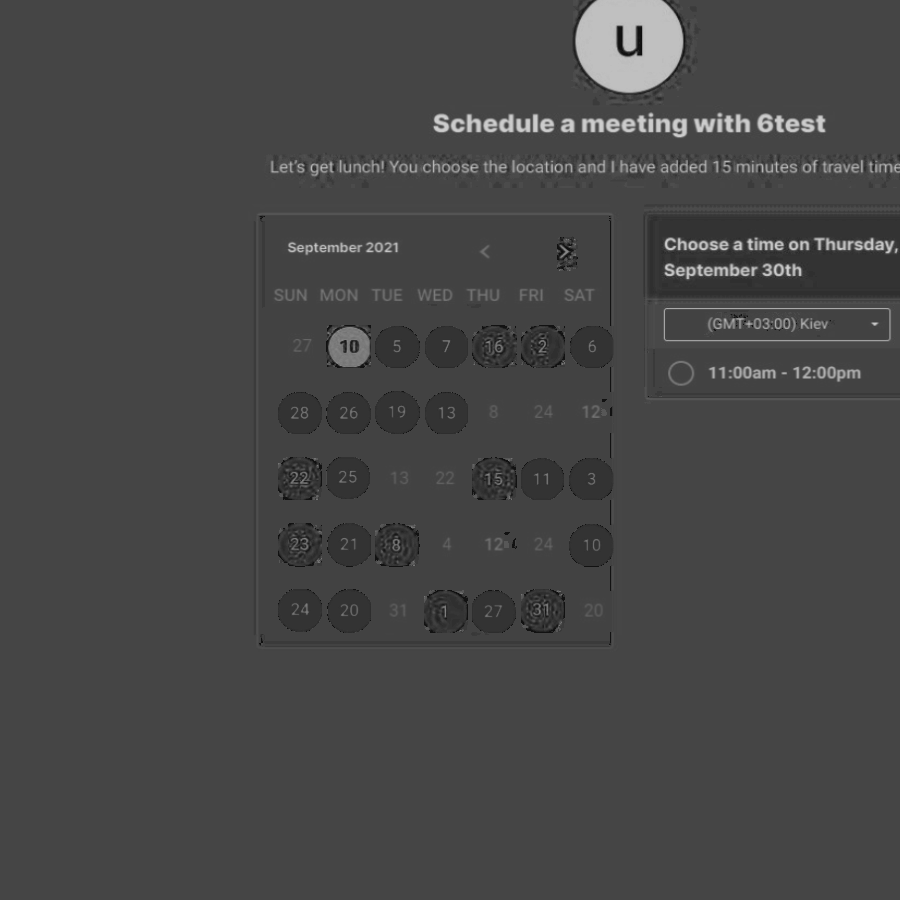 u
Schedule a meeting with 6test
Let's get lunch! You choose the location and I have added 15 minutes of travel time
September 2021
SUN MON TUE WED THU FRI SAT
27 10 5 7 16 2 6
28 26 19 13 8 24 12
22 25 13 22 15 11 3
23 21 8 4 12 24 10
24 20 31 1 27 31 20
Choose a time on Thursday,
September 30th
(GMT+03:00) Kiev
11:00am - 12:00pm